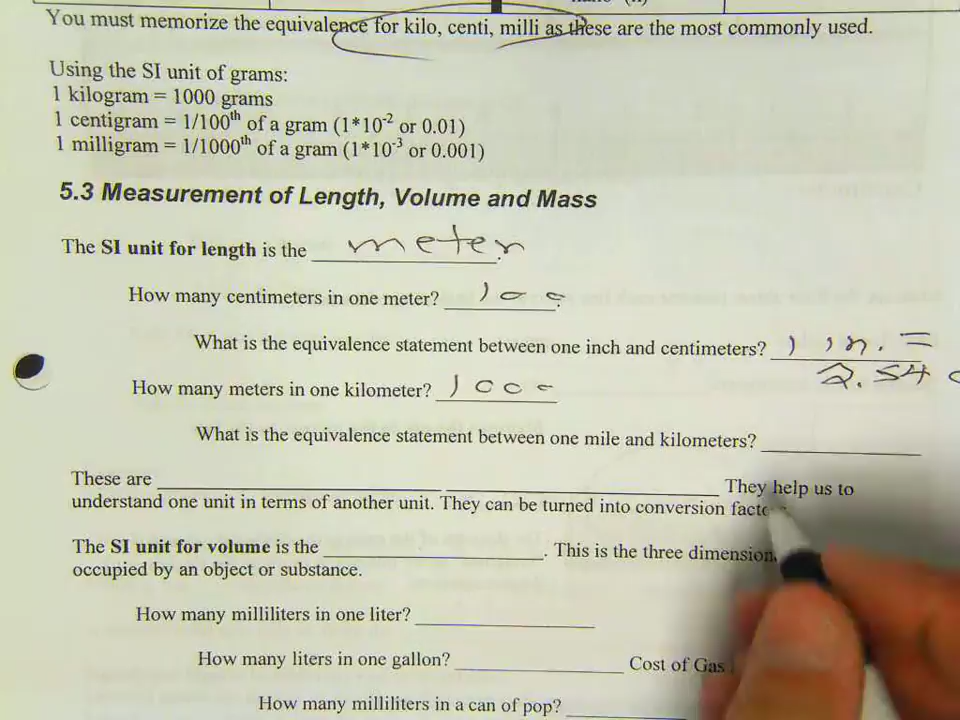 You must memorize the equivalence for kilo, centi, milli as these are the most commonly used.
Using the SI unit of grams:
1 kilogram = 1000 grams
1 centigram = 1/100th of a gram (1*10-2 or 0.01)
1 milligram = 1/1000th of a gram (1*10-3 or 0.001)
5.3 Measurement of Length, Volume and Mass
The SI unit for length is the meter.
How many centimeters in one meter? 100.
What is the equivalence statement between one inch and centimeters? 1 in. =
2.54 c
How many meters in one kilometer? 1000
What is the equivalence statement between one mile and kilometers?
These are They help us to
understand one unit in terms of another unit. They can be turned into conversion
The SI unit for volume is the . This is the three dimension
occupied by an object or substance.
How many milliliters in one liter?
How many liters in one gallon? Cost of Gas
How many milliliters in a can of pop?